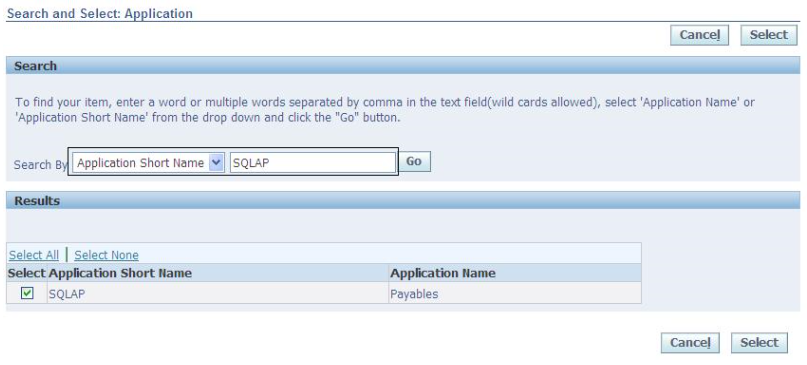 Search and Select: Application
Cancel Select
Search
To find your item, enter a word or multiple words separated by comma in the text field(wild cards allowed), select 'Application Name' or
'Application Short Name' from the drop down and click the "Go" button.
Search By Application Short Name SQLAP Go
Results
Select All | Select None
Select Application Short Name Application Name
SQLAP Payables
Cancel Select